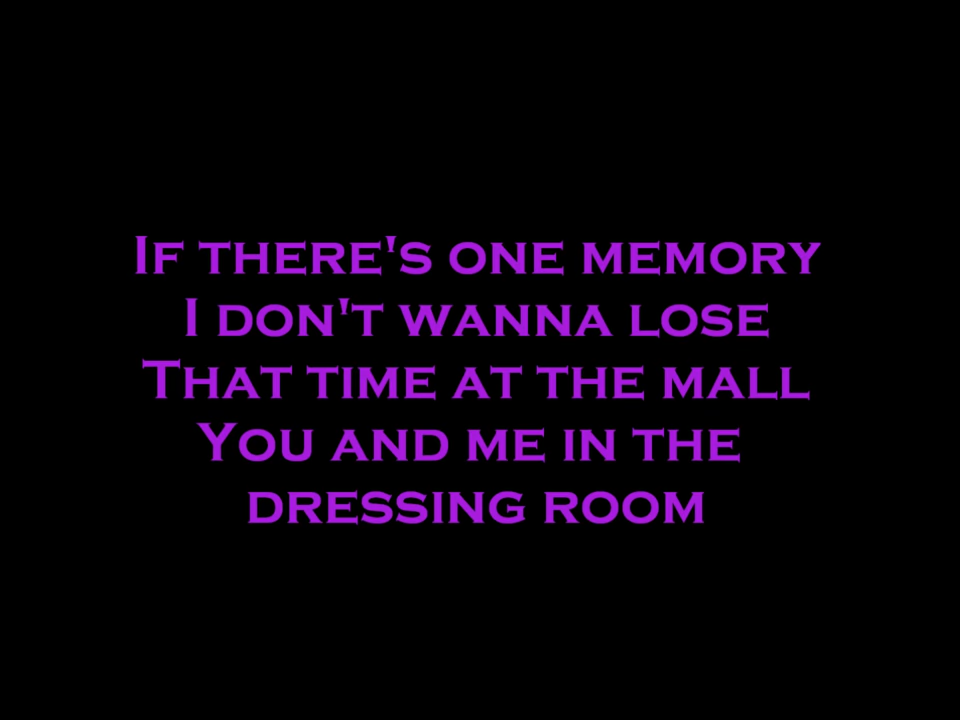 If there's one memory
I don't wanna lose
That time at the mall
You and me in the
dressing room